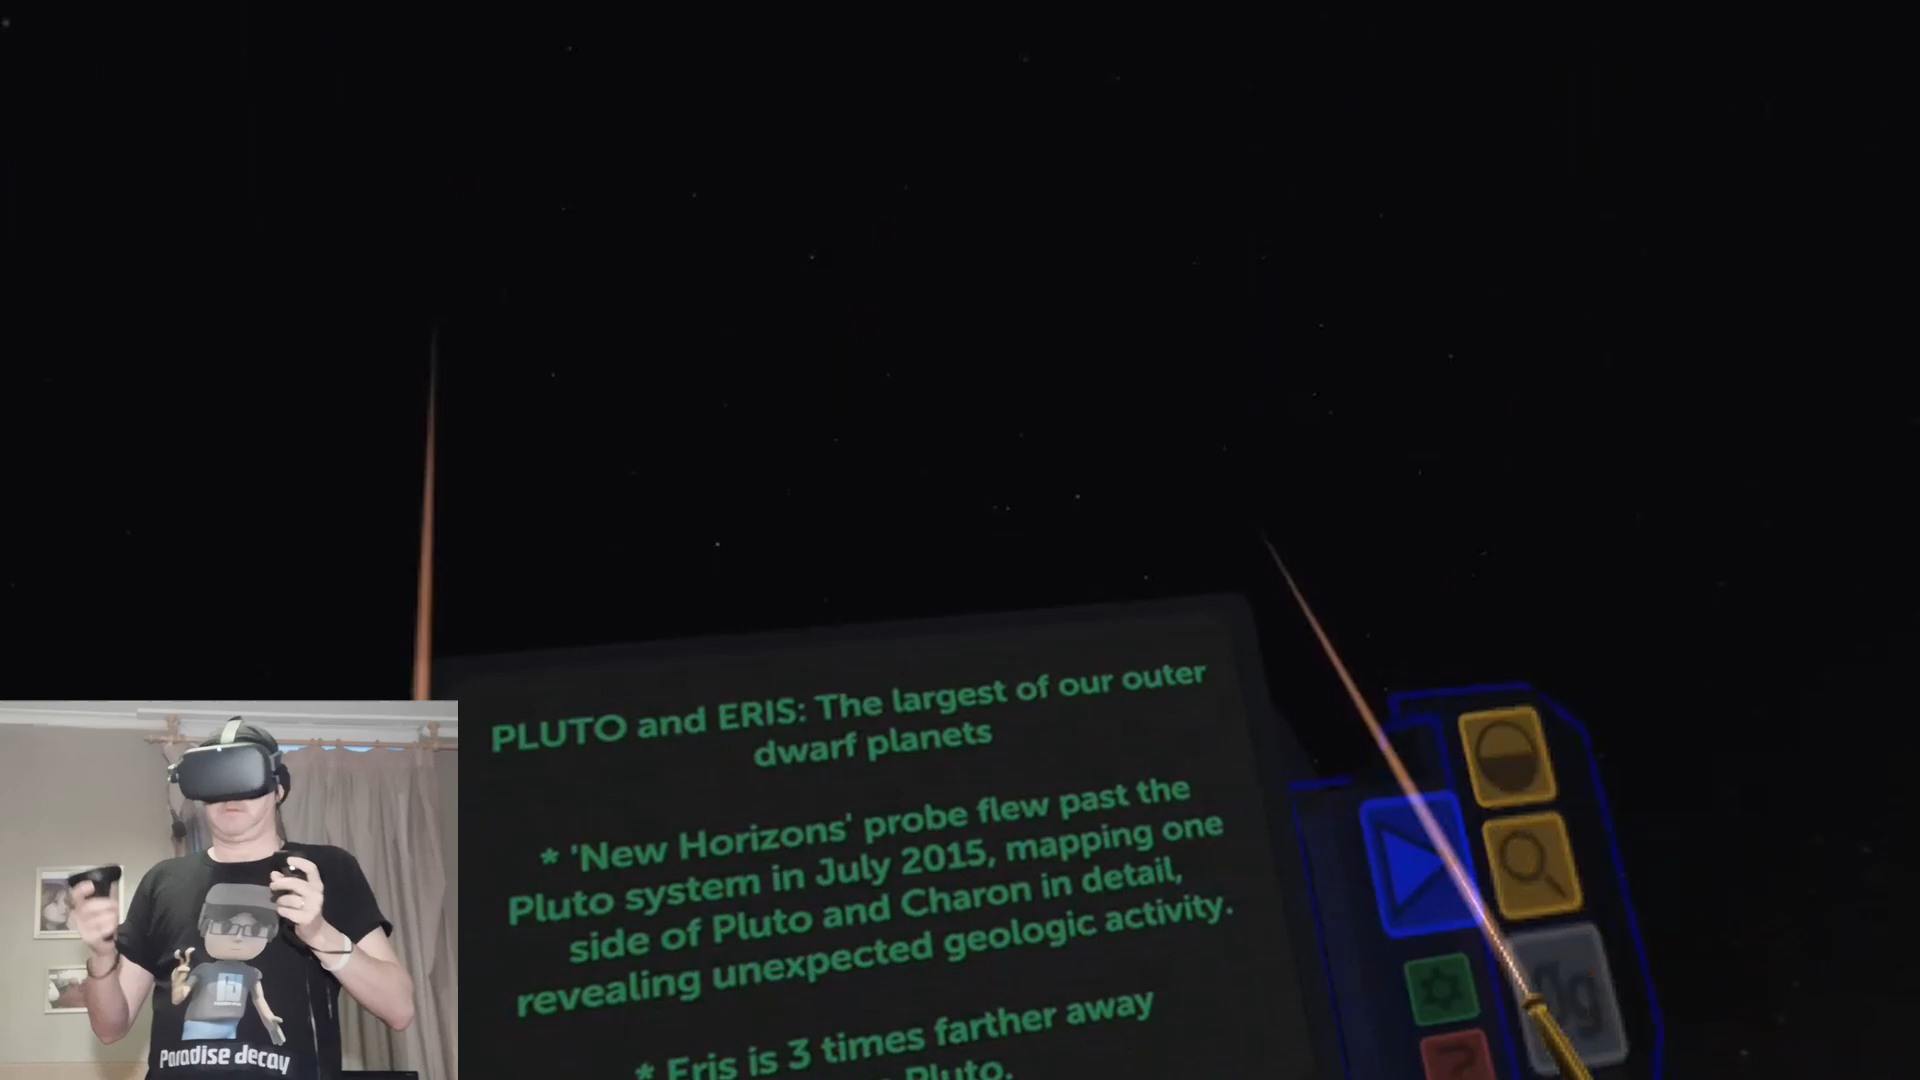 PLUTO and ERIS: The largest of our outer
dwarf planets
* 'New Horizons' probe flew past the
Pluto system in July 2015, mapping one
side of Pluto and Charon in detail,
revealing unexpected geologic activity.
* Eris is 3 times farther away
Pluto.
0g
?
Paradise decay